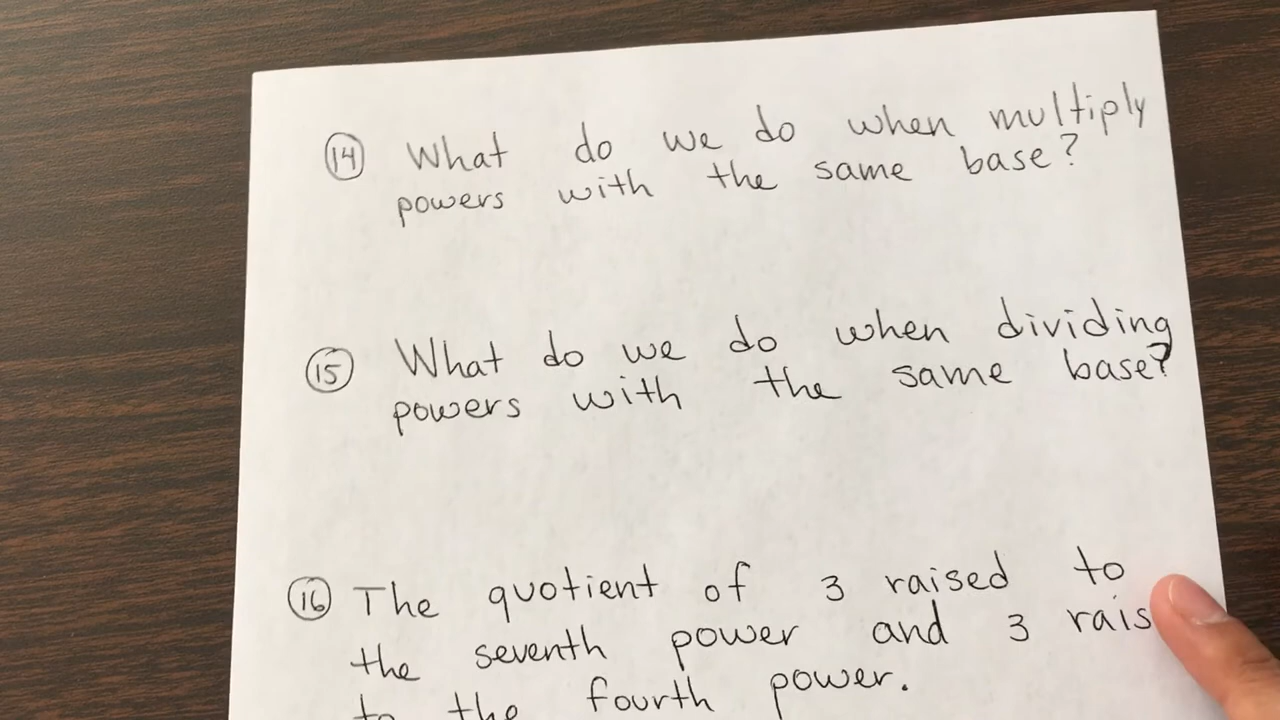 14 What do we do when multiply
powers with the same base?
15 What do we do when dividing
powers with the same base?
16 The quotient of 3 raised to
the seventh power and 3 rais
to the fourth power.